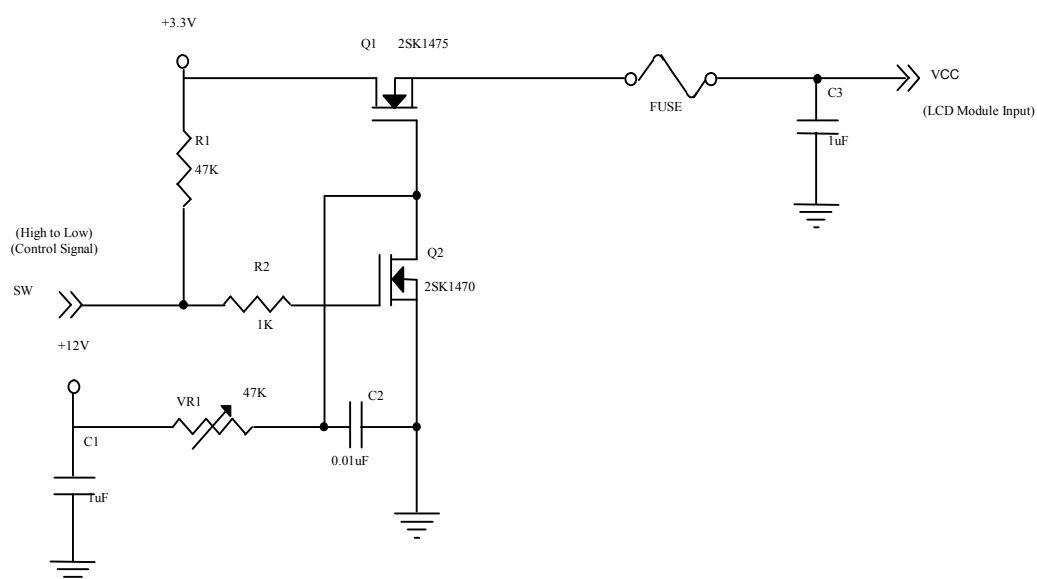 +3.3V
Q1 2SK1475
VCC
C3
FUSE
(LCD Module Input)
R1
1uF
47K
(High to Low)
(Control Signal)
Q2
R2
2SK1470
SW
1K
+12V
47K
VR1
C2
C1
0.01uF
1uF